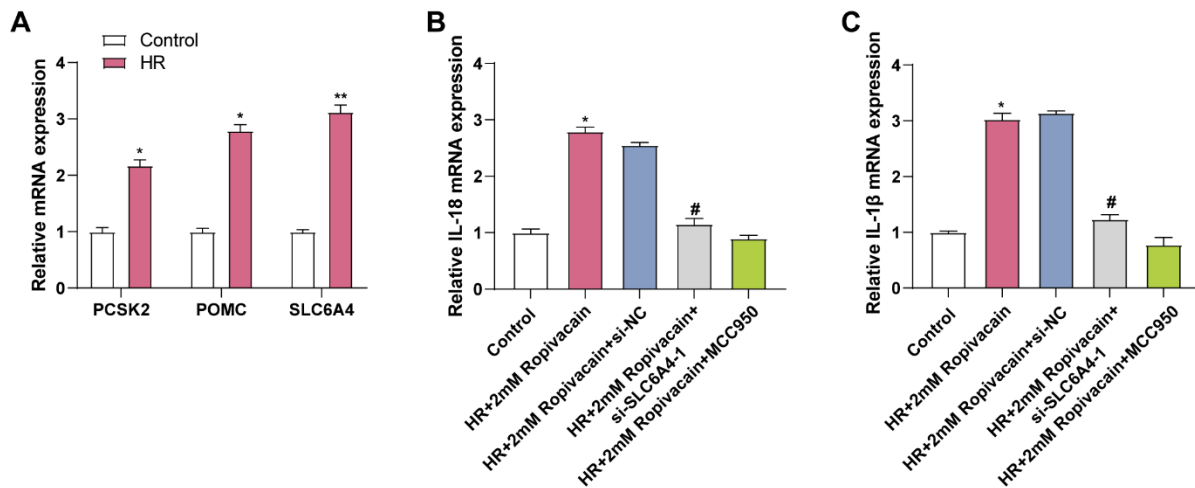 A
Control
HR
Relative mRNA expression
4
3
2
1
0
*
*
**
PCSK2
POMC
SLC6A4
B
Relative IL-18 mRNA expression
4
3
2
1
0
*
#
Control
HR+2mM Ropivacain
HR+2mM Ropivacain+si-NC
HR+2mM Ropivacain+
si-SLC6A4-1
HR+2mM Ropivacain+MCC950
C
Relative IL-1β mRNA expression
4
3
2
1
0
*
#
Control
HR+2mM Ropivacain
HR+2mM Ropivacain+si-NC
HR+2mM Ropivacain+
si-SLC6A4-1
HR+2mM Ropivacain+MCC950